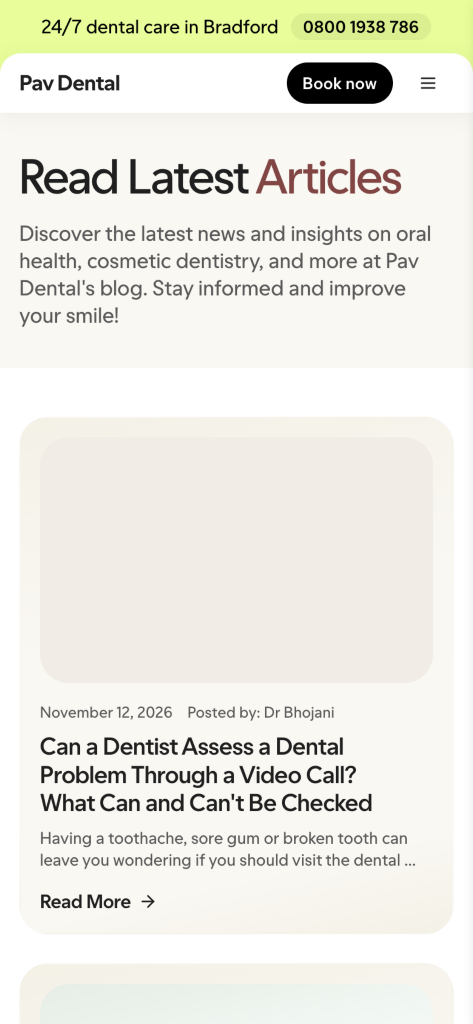 24/7 dental care in Bradford 0800 1938 786
Pav Dental Book now
Read Latest Articles
Discover the latest news and insights on oral
health, cosmetic dentistry, and more at Pav
Dental's blog. Stay informed and improve
your smile!
November 12, 2026 Posted by: Dr Bhojani
Can a Dentist Assess a Dental
Problem Through a Video Call?
What Can and Can't Be Checked
Having a toothache, sore gum or broken tooth can
leave you wondering if you should visit the dental ...
Read More